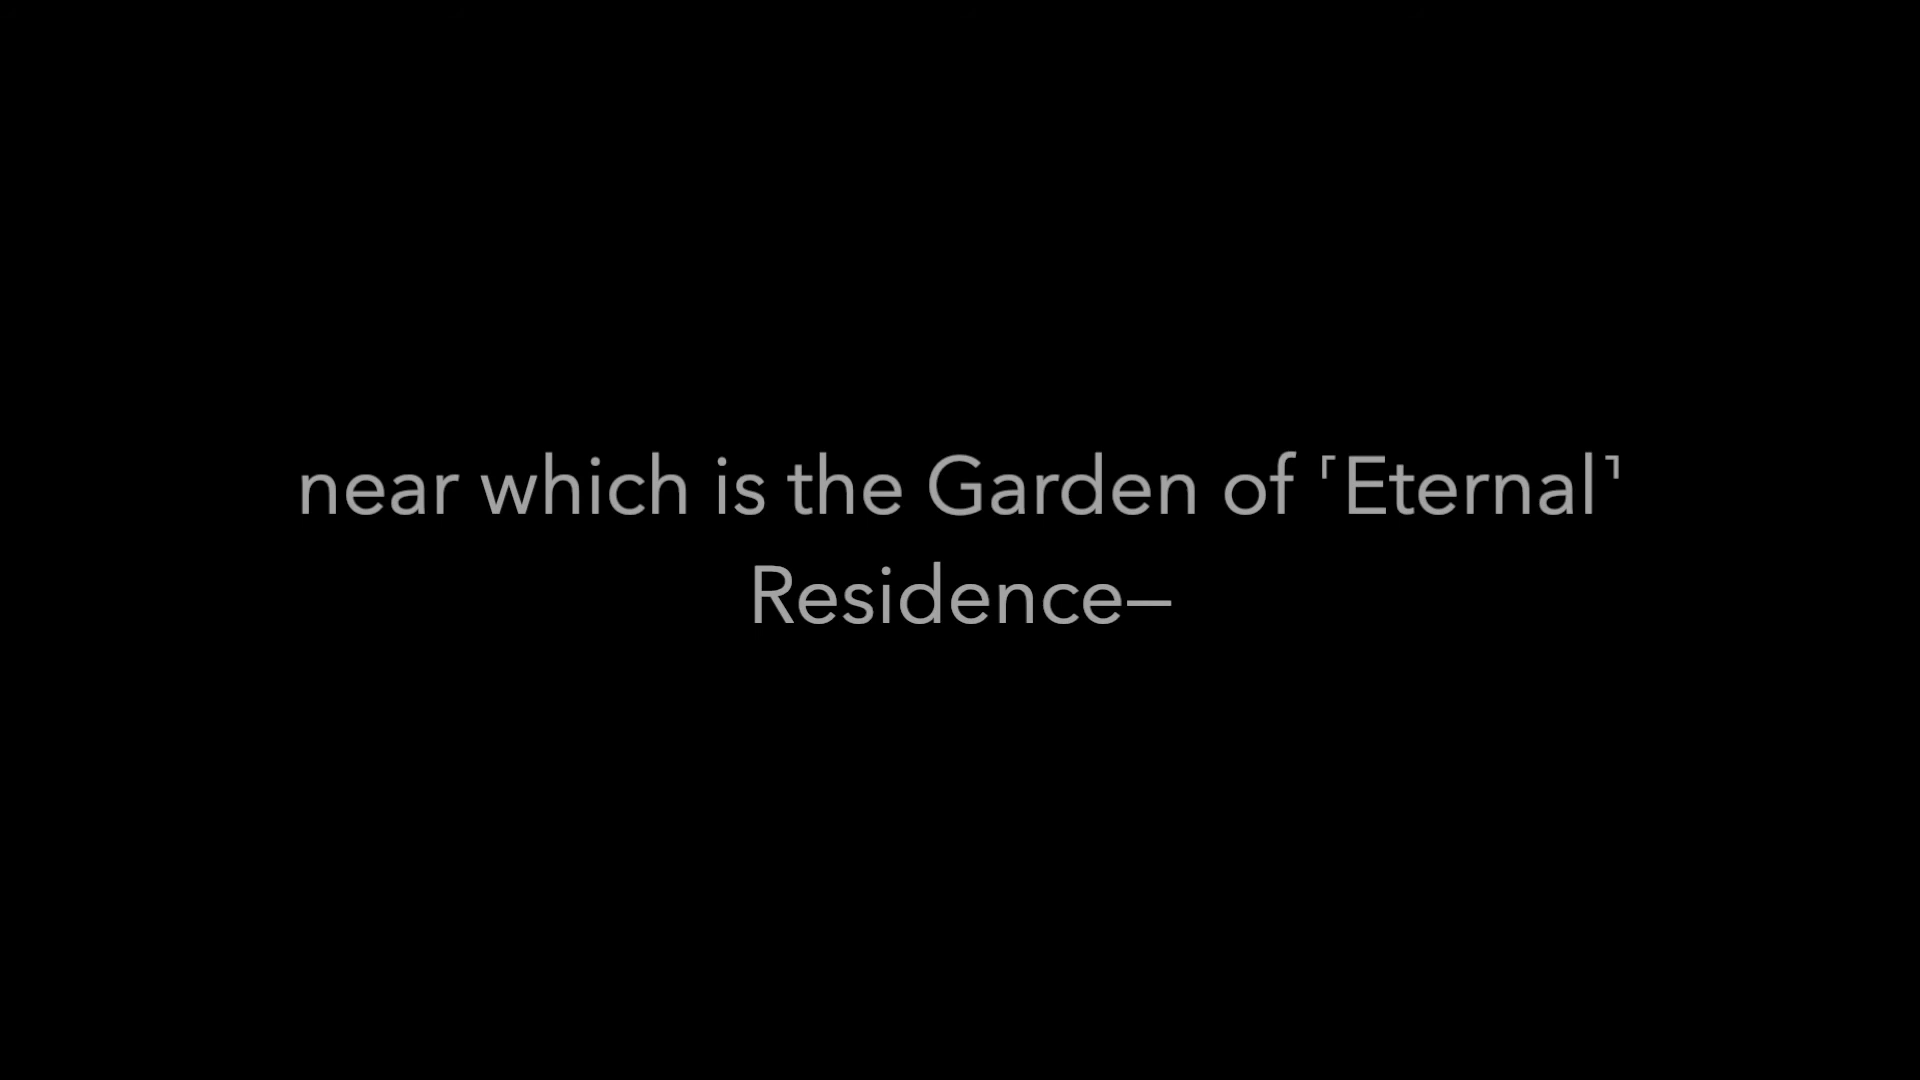 near which is the Garden of ⸢Eternal⸣
Residence—